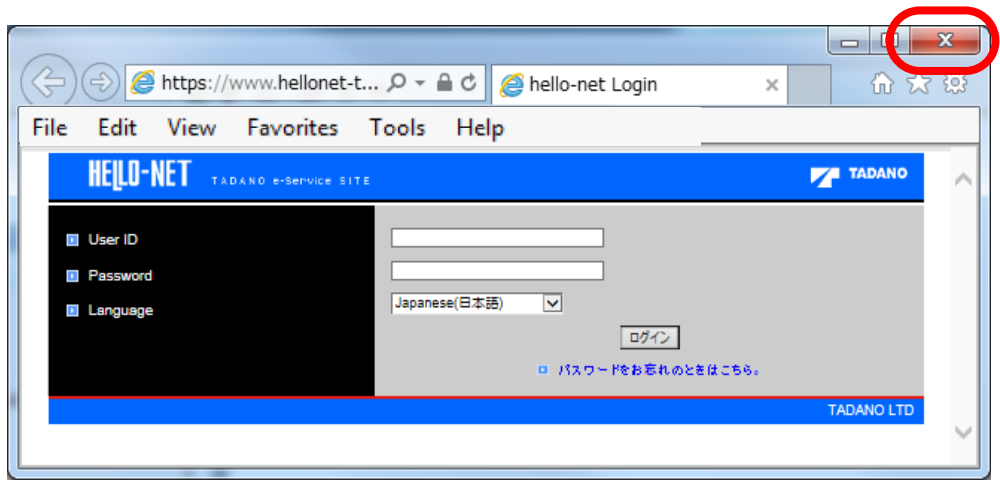 https://www.hellonet-t...
hello-net Login
File Edit View Favorites Tools Help
HELLO-NET TADANO e-Service SITE
TADANO
User ID
Password
Language
Japanese(日本語)
ログイン
パスワードをお忘れのときはこちら。
TADANO LTD